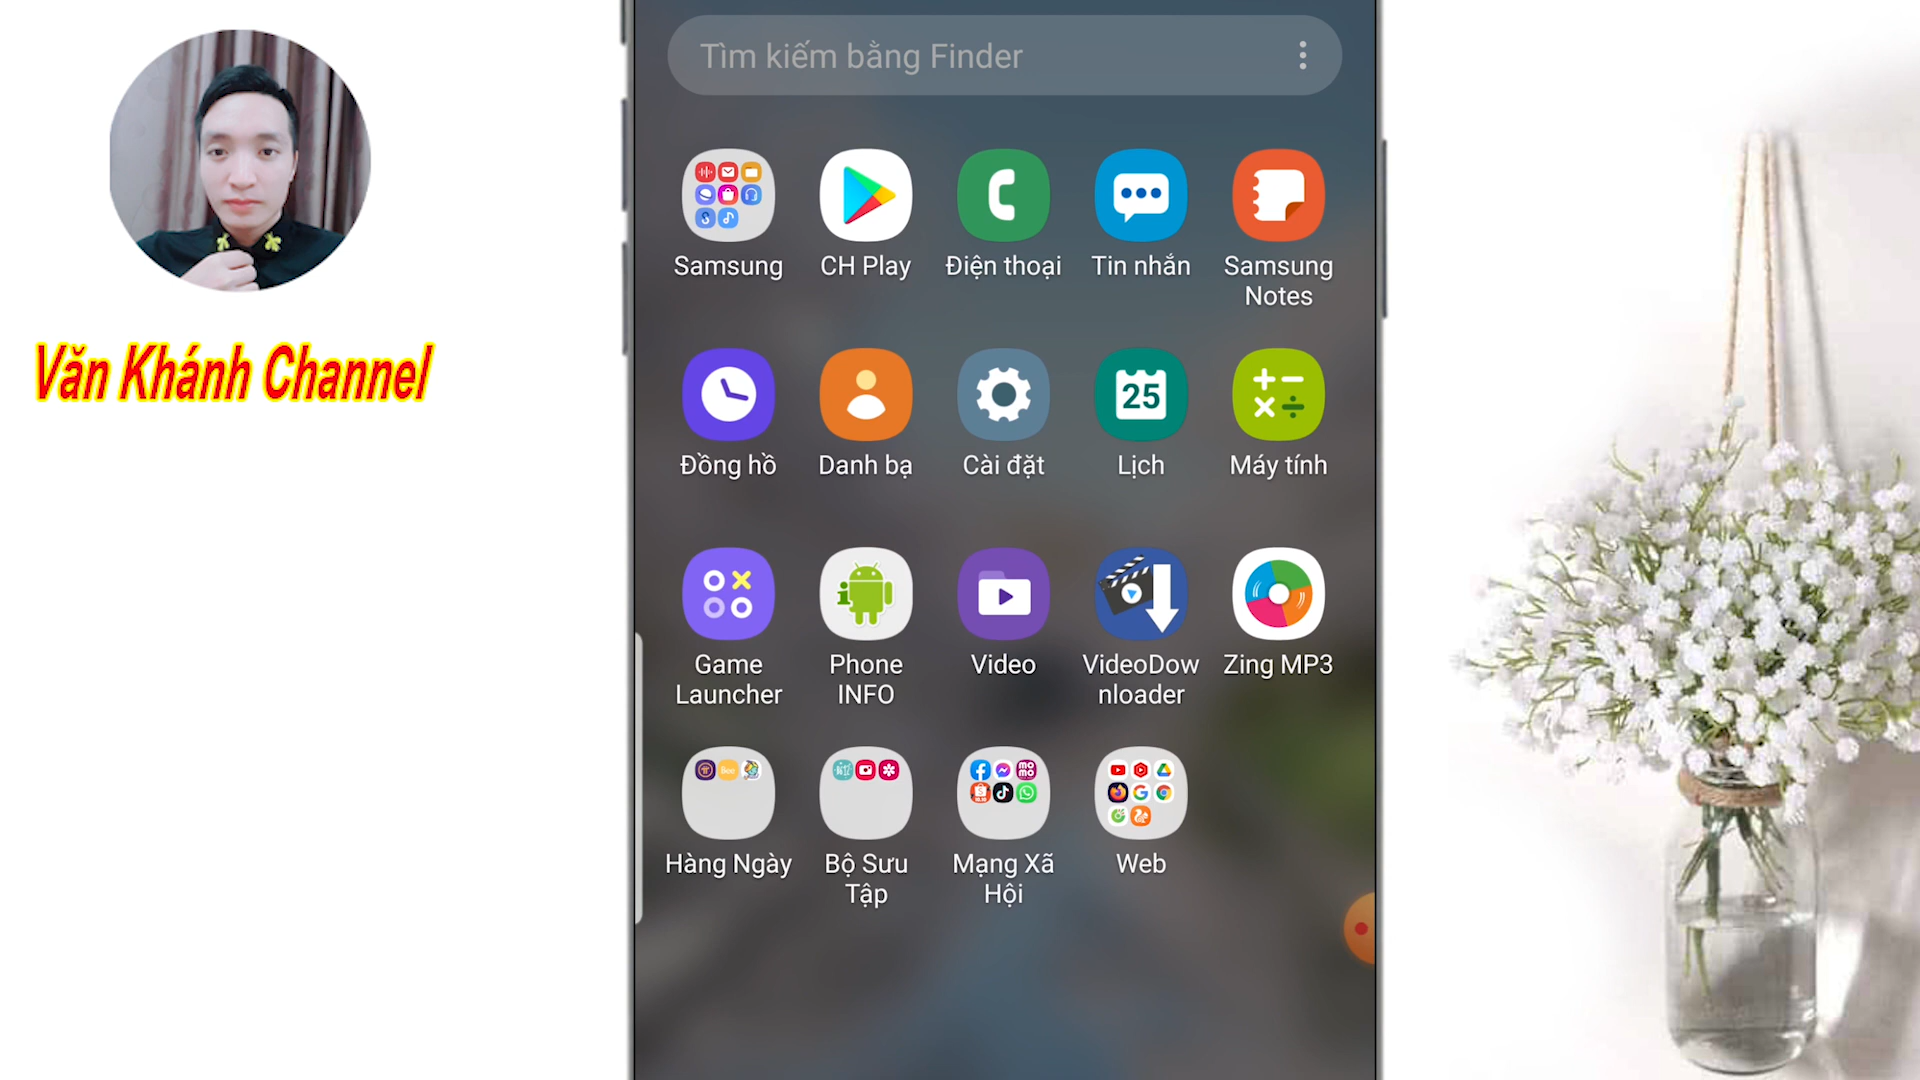 Tìm kiếm bằng Finder
Văn Khánh Channel
Samsung
CH Play
Điện thoại
Tin nhắn
Samsung
Notes
Đồng hồ
Danh bạ
Cài đặt
25
Lịch
Máy tính
Game
Launcher
Phone
INFO
Video
VideoDow
nloader
Zing MP3
Hàng Ngày
Bộ Sưu
Tập
Mạng Xã
Hội
Web